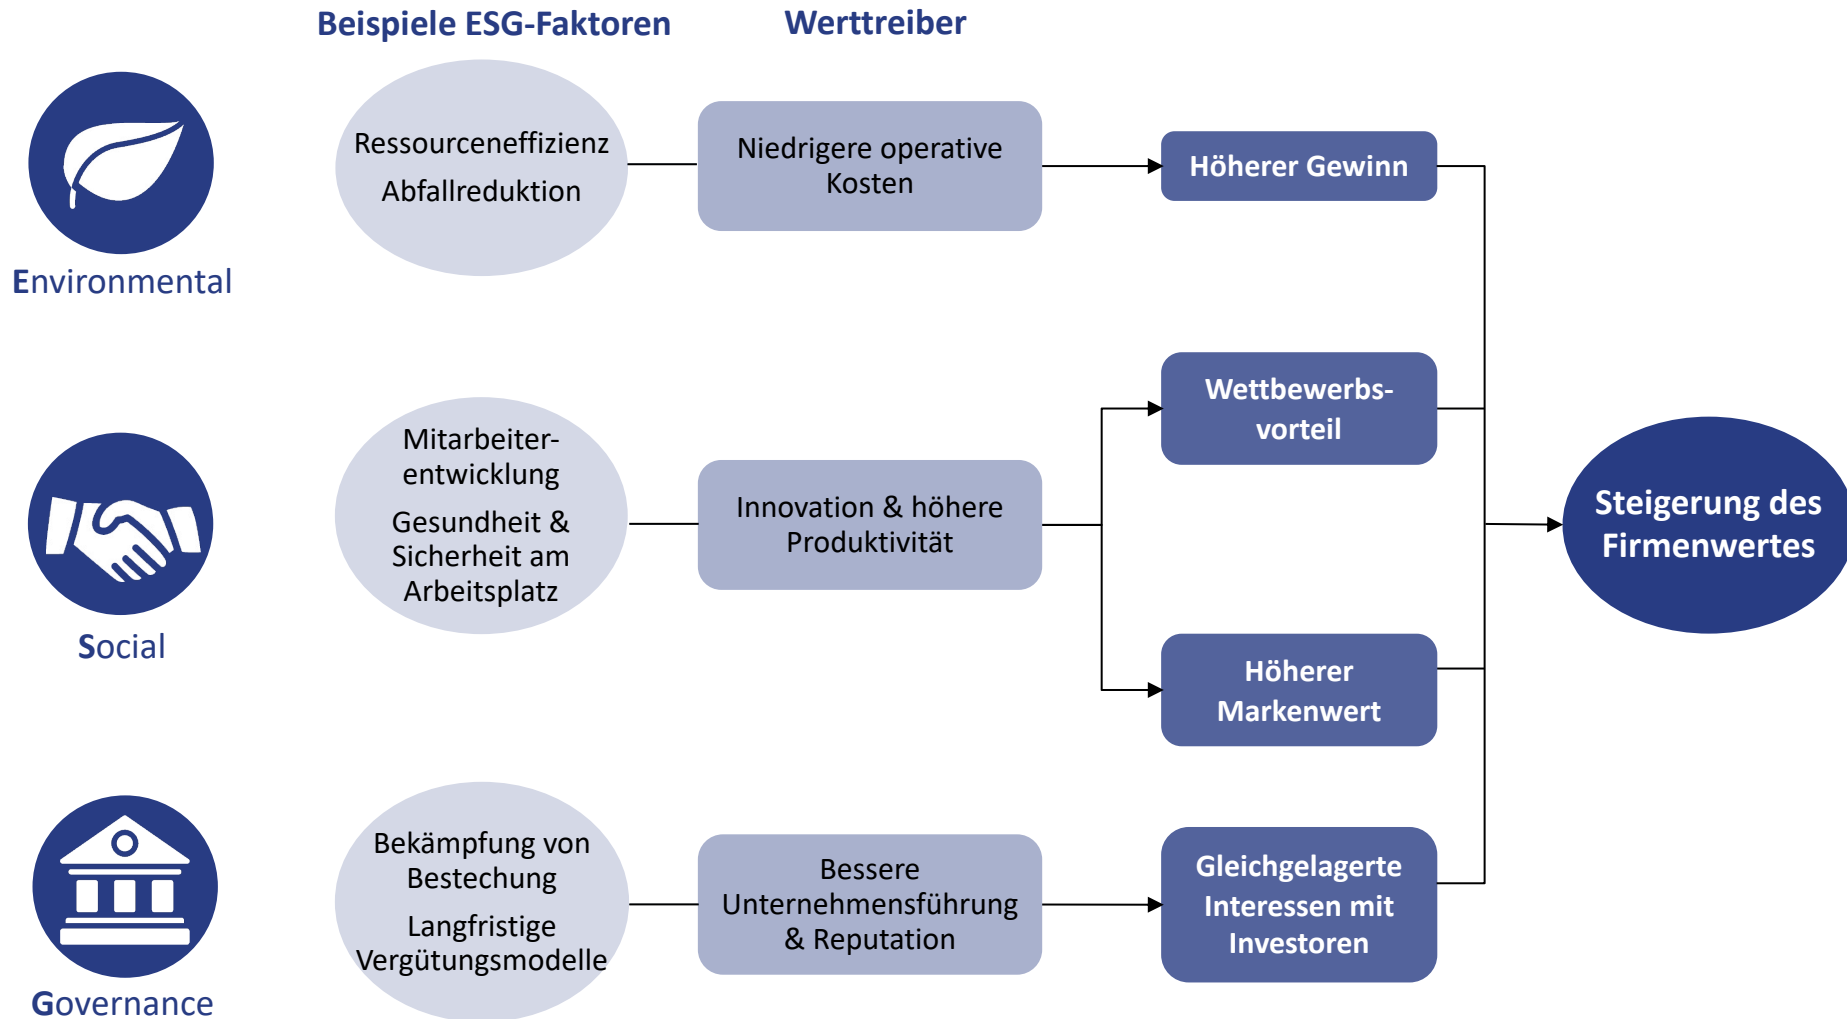 Beispiele ESG-Faktoren
Werttreiber
Environmental
Ressourceneffizienz
Abfallreduktion
Niedrigere operative
Kosten
Höherer Gewinn
Social
Mitarbeiter-
entwicklung
Gesundheit &
Sicherheit am
Arbeitsplatz
Innovation & höhere
Produktivität
Wettbewerbs-
vorteil
Höherer
Markenwert
Governance
Bekämpfung von
Bestechung
Langfristige
Vergütungsmodelle
Bessere
Unternehmensführung
& Reputation
Gleichgelagerte
Interessen mit
Investoren
Steigerung des
Firmenwertes